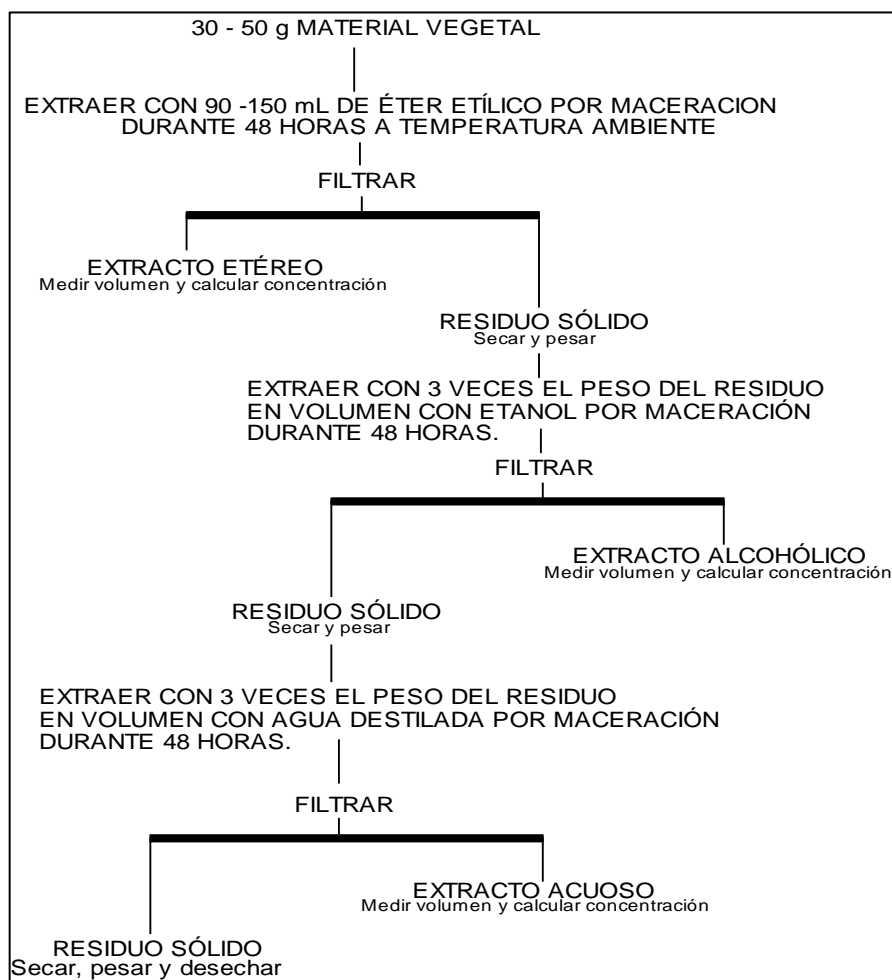 30 - 50 g MATERIAL VEGETAL
EXTRAER CON 90 -150 mL DE ÉTER ETÍLICO POR MACERACION
DURANTE 48 HORAS A TEMPERATURA AMBIENTE
FILTRAR
EXTRACTO ETÉREO
Medir volumen y calcular concentración
RESIDUO SÓLIDO
Secar y pesar
EXTRAER CON 3 VECES EL PESO DEL RESIDUO
EN VOLUMEN CON ETANOL POR MACERACIÓN
DURANTE 48 HORAS.
FILTRAR
EXTRACTO ALCOHÓLICO
Medir volumen y calcular concentración
RESIDUO SÓLIDO
Secar y pesar
EXTRAER CON 3 VECES EL PESO DEL RESIDUO
EN VOLUMEN CON AGUA DESTILADA POR MACERACIÓN
DURANTE 48 HORAS.
FILTRAR
EXTRACTO ACUOSO
Medir volumen y calcular concentración
RESIDUO SÓLIDO
Secar, pesar y desechar